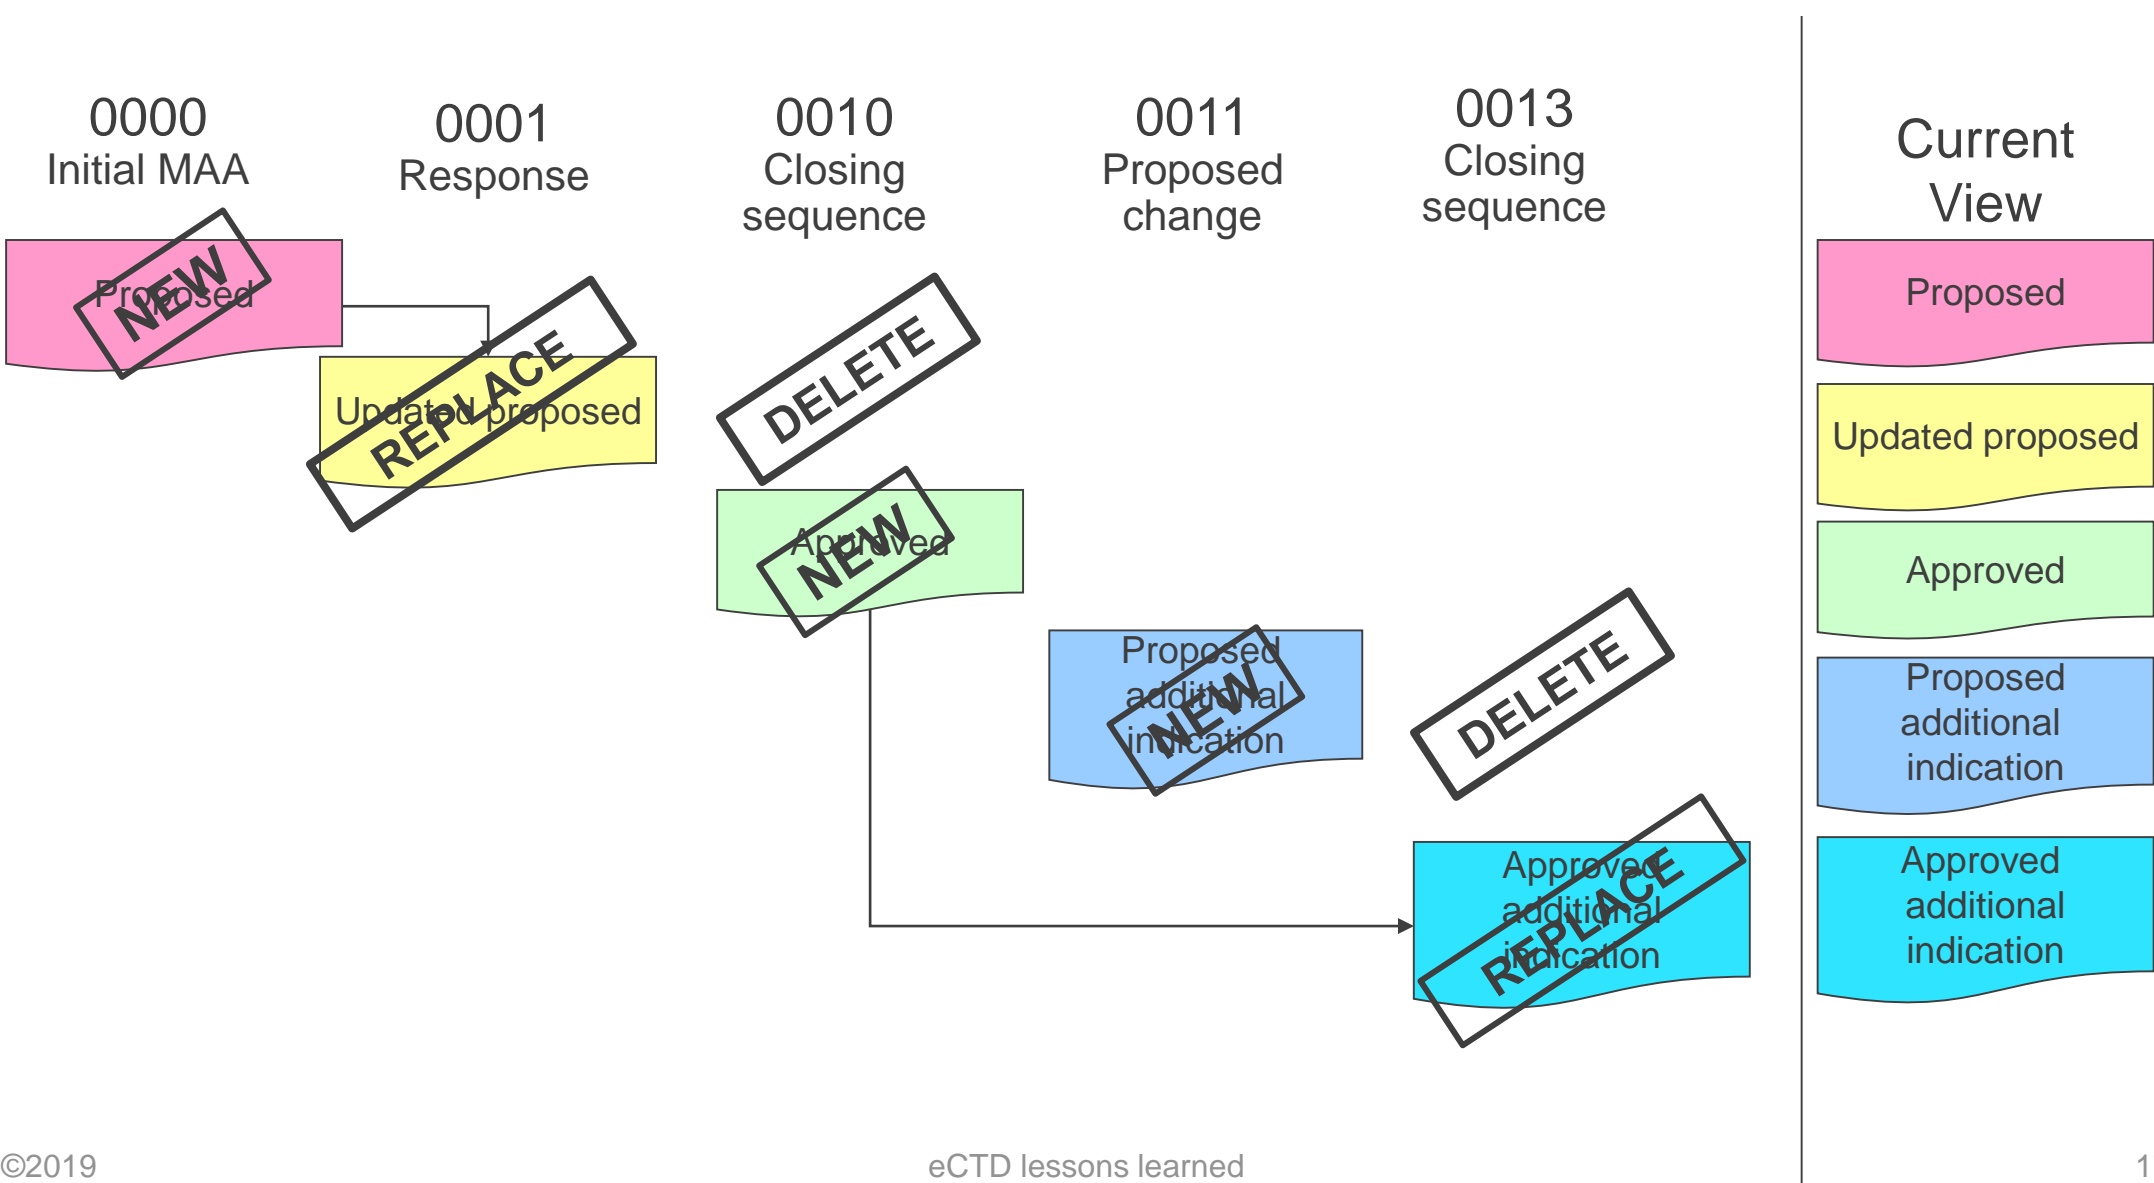 0000
Initial MAA
0001
Response
0010
Closing
sequence
0011
Proposed
change
0013
Closing
sequence
Current
View
Proposed
NEW
Updated proposed
REPLACE
DELETE
Approved
NEW
Proposed
additional
indication
NEW
DELETE
Approved
additional
indication
REPLACE
Proposed
Updated proposed
Approved
Proposed
additional
indication
Approved
additional
indication
©2019
eCTD lessons learned
1